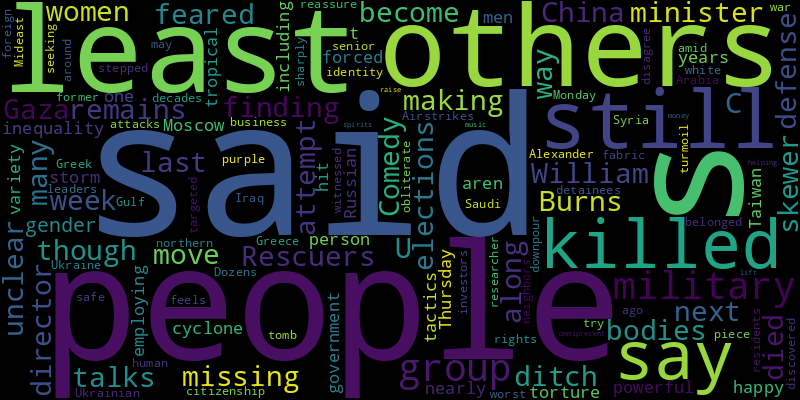 least
others
said
people
killed
still
S
say
military
women
feared
become
China
minister
defense
skewer
tropical
including
reassure
men
senior
forced
identity
t
way
disagree
amid
years
white
war
Arabia
foreign
Mideast
seeking
stepped
around
may
sharply
decades
former
one
attacks
Gaza
remains
finding
making
raise
Airstrikes
Monday
Syria
C
money
inequality
Moscow
business
spirits
music
variety
many
Greek
storm
leaders
last
purple
attempt
hit
Witnessed
Russian
Comedy
obliterate
elections
aren
Alexander
fabric
turmoil
helping
William
detainees
Taiwan
week
Gulf
targeted
Iraq
Saudi
Burns
belonged
gender
unclear
though
northern
Greece
person
U
downpour
Rescuers
move
Ukraine
Dozens
along
director
safe
feels
employing
cyclone
tomb
government
tactics
Thursday
investors
researcher
neighbors
ago
next
lift
try
omnipresent
bodies
piece
residents
died
discovered
rights
human
talks
Ukrainian
missing
citizenship
group
nearly
worst
ditch
torture
powerful
happy